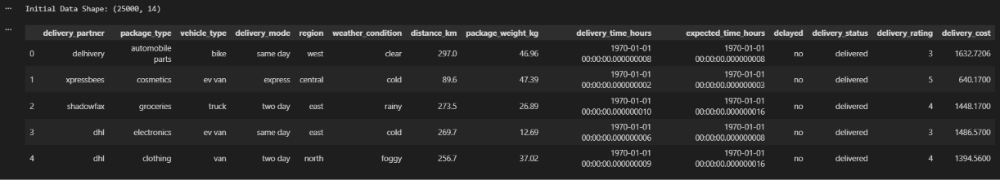 Initial Data Shape: (25000, 14)
delivery_partner package_type vehicle_type delivery_mode region weather_condition distance_km package_weight_kg delivery_time_hours expected_time_hours delayed delivery_status delivery_rating delivery_cost
0 delhivery automobile parts bike same day west clear 297.0 46.96 1970-01-01 00:00:00.000000008 1970-01-01 00:00:00.000000008 no delivered 3 1632.7206
1 xpressbees cosmetics ev van express central cold 89.6 47.39 1970-01-01 00:00:00.000000002 1970-01-01 00:00:00.000000003 no delivered 5 640.1700
2 shadowfax groceries truck two day east rainy 273.5 26.89 1970-01-01 00:00:00.000000010 1970-01-01 00:00:00.000000016 no delivered 4 1448.1700
3 dhl electronics ev van same day east cold 269.7 12.69 1970-01-01 00:00:00.000000006 1970-01-01 00:00:00.000000008 no delivered 3 1486.5700
4 dhl clothing van two day north foggy 256.7 37.02 1970-01-01 00:00:00.000000009 1970-01-01 00:00:00.000000016 no delivered 4 1394.5600